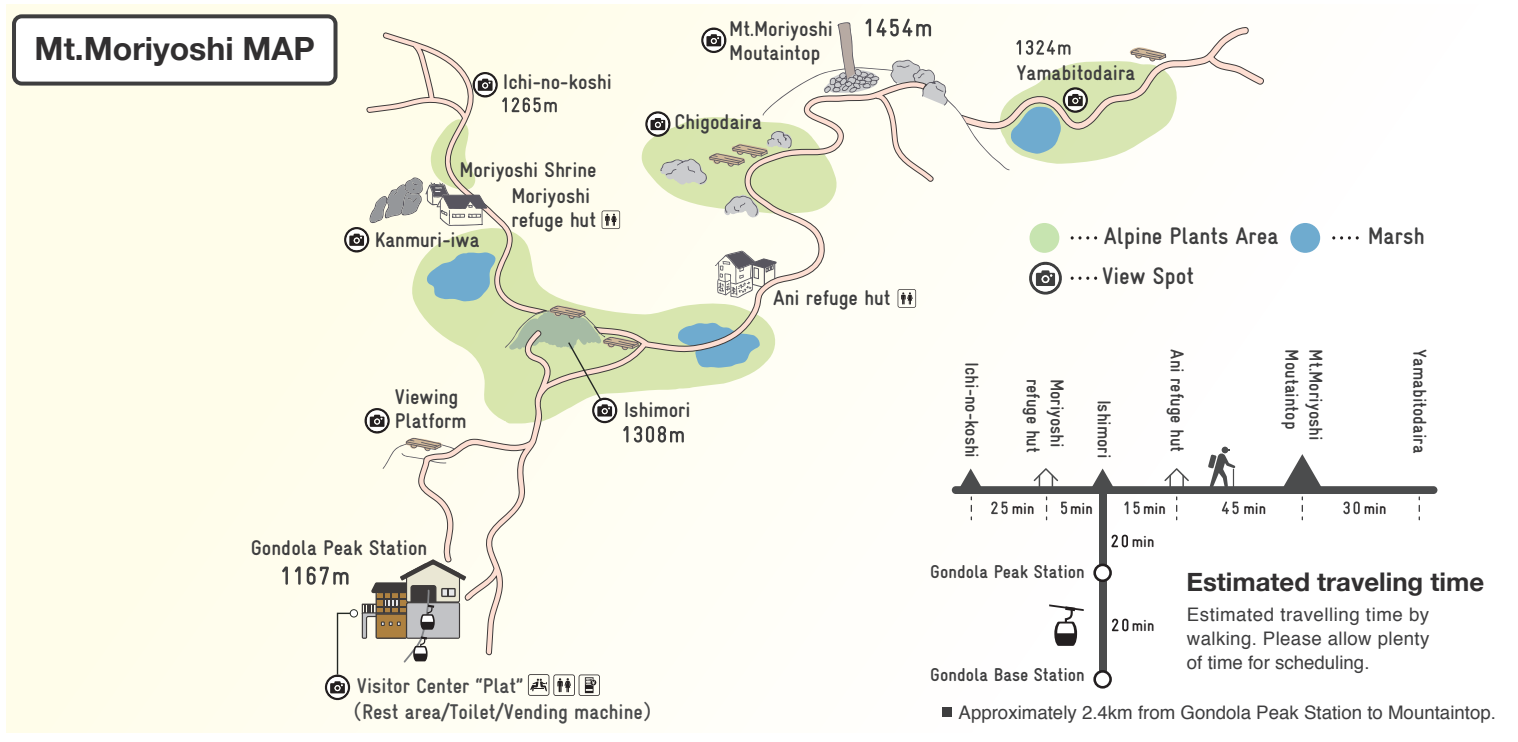 Mt.Moriyoshi MAP
Ichi-no-koshi
1265m
Moriyoshi Shrine
Moriyoshi
refuge hut
Kanmuri-iwa
Mt.Moriyoshi
Moutaintop
1454m
1324m
Yamabitodaira
Chigodaira
Ani refuge hut
Alpine Plants Area
Marsh
View Spot
Viewing
Platform
Ishimori
1308m
Gondola Peak Station
1167m
Visitor Center “Plat”
(Rest area/Toilet/Vending machine)
Ichi-no-koshi
Moriyoshi
refuge hut
Ishimori
Ani refuge hut
Mt.Moriyoshi
Moutaintop
Yamabitodaira
25 min
5 min
15 min
45 min
30 min
20 min
Gondola Peak Station
20 min
Gondola Base Station
Estimated traveling time
Estimated travelling time by
walking. Please allow plenty
of time for scheduling.
■ Approximately 2.4km from Gondola Peak Station to Mountaintop.